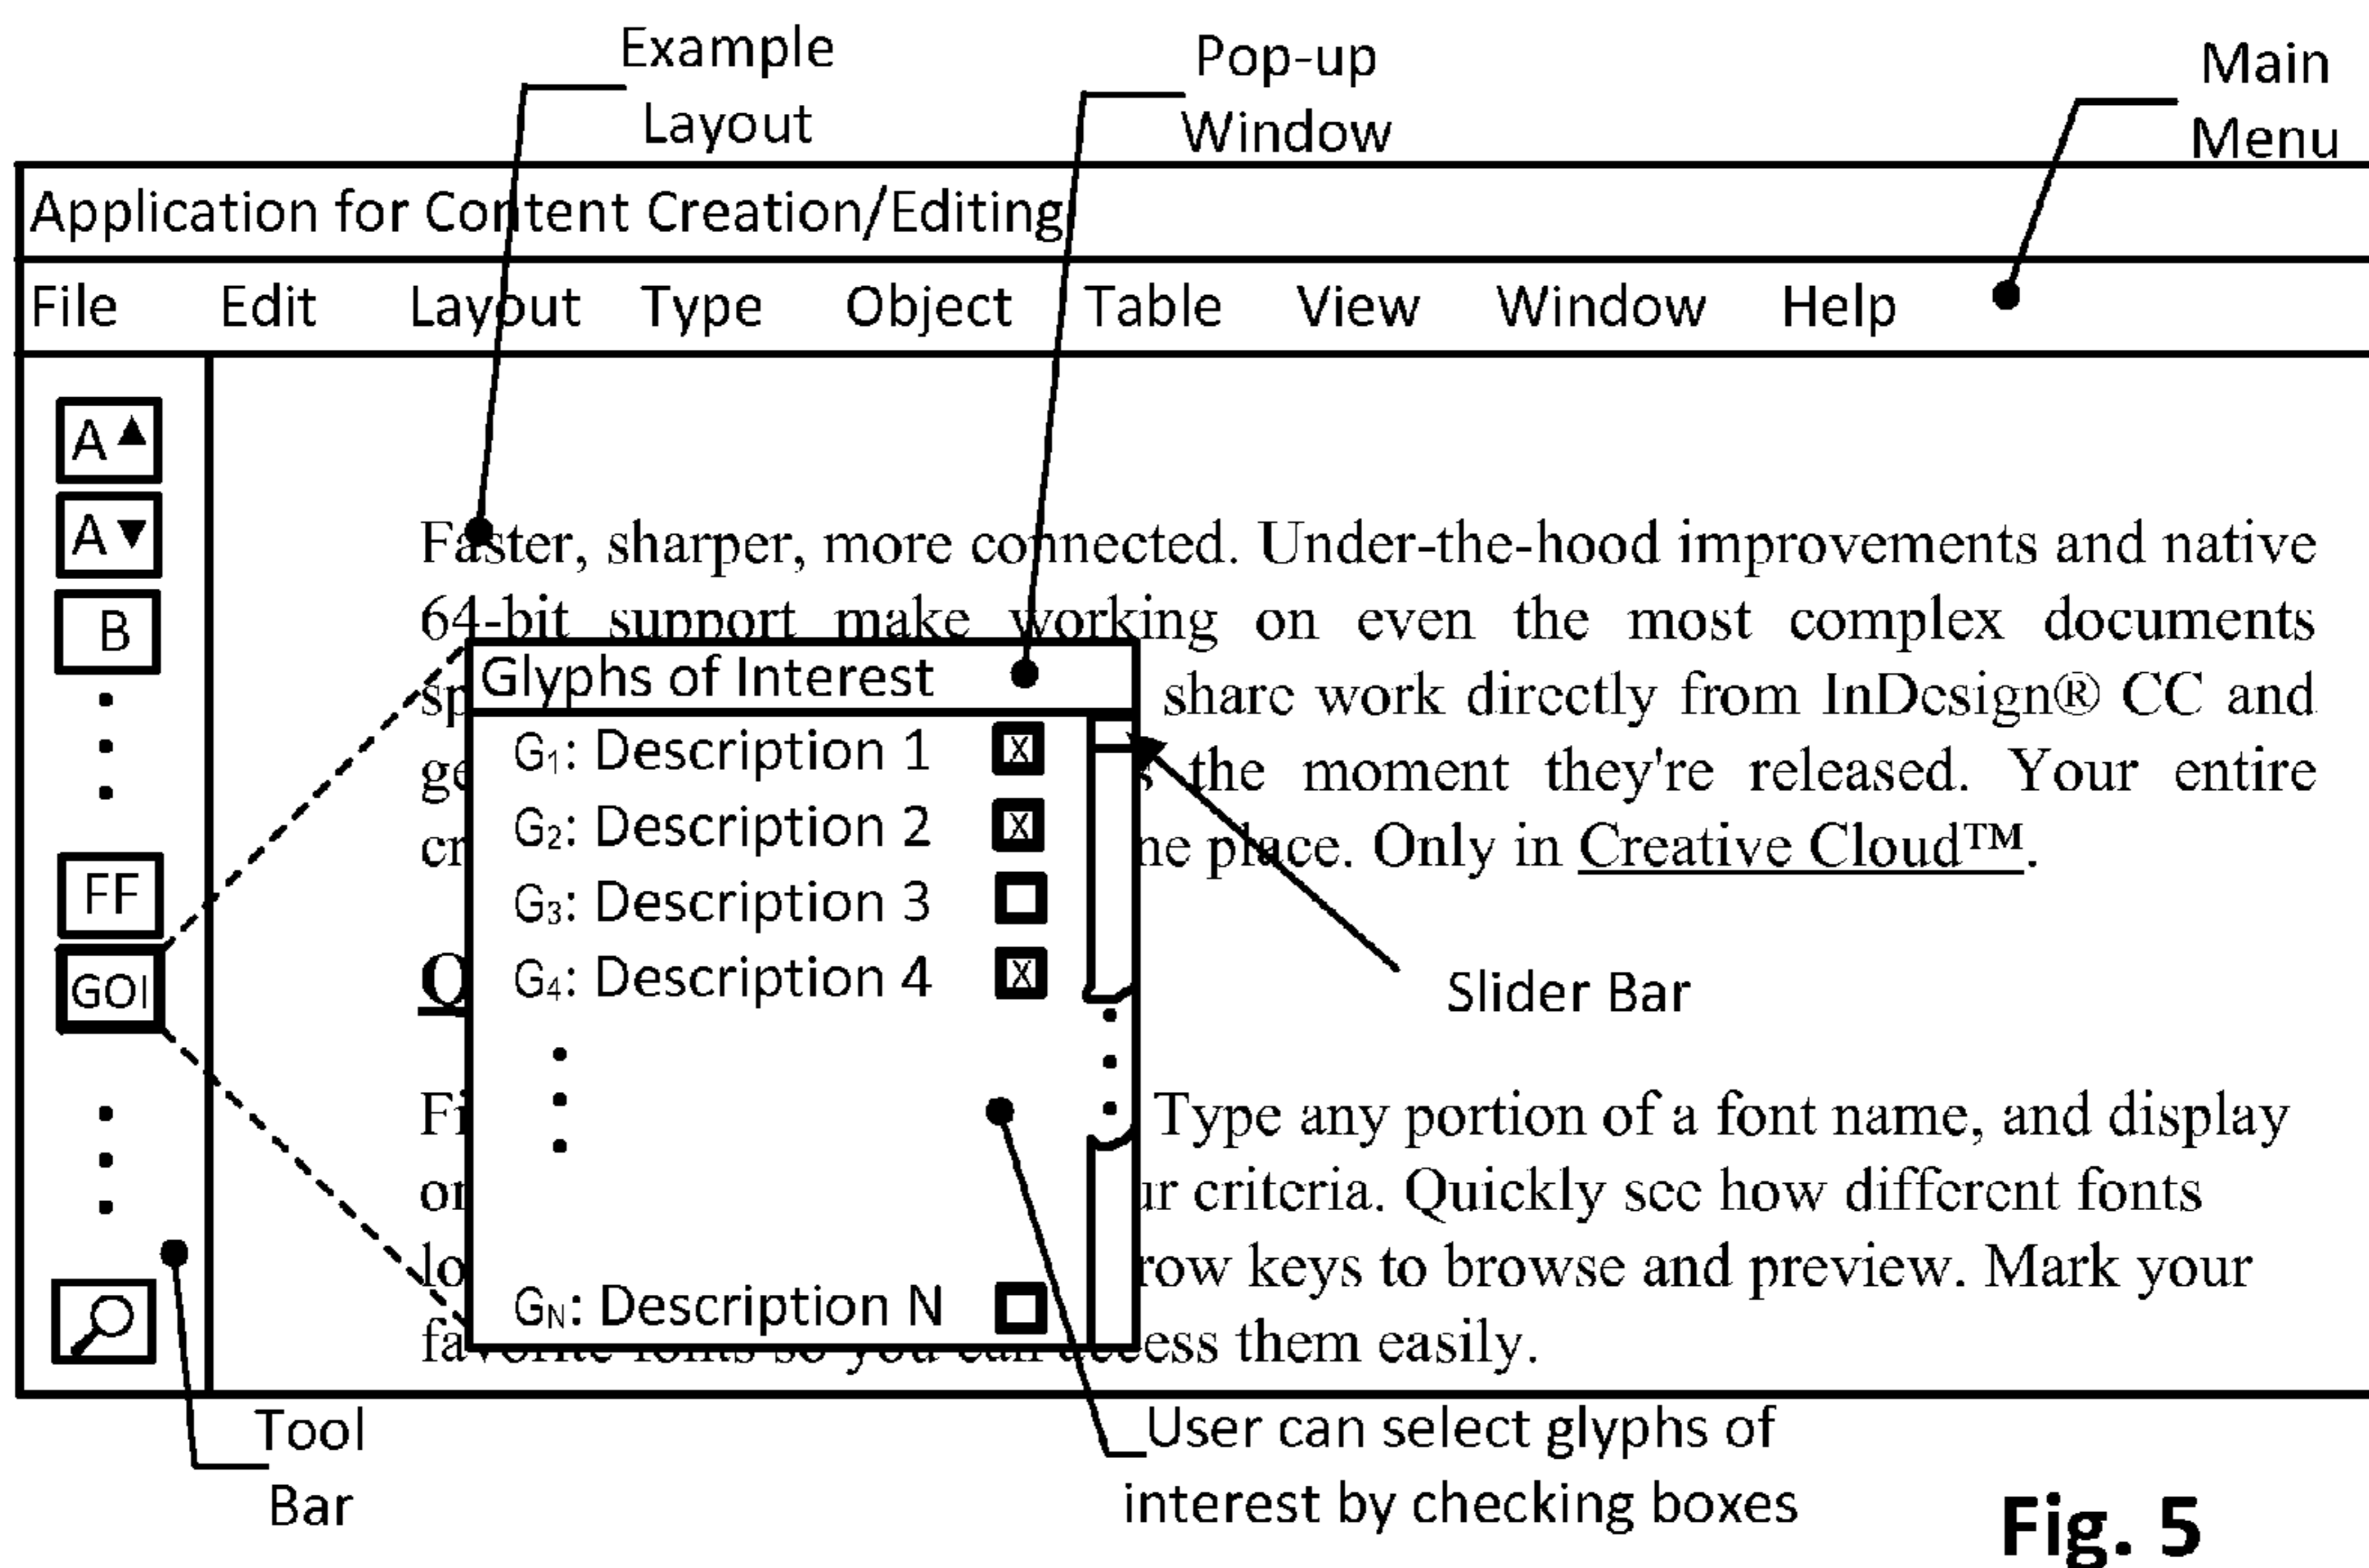 Example
Layout
Pop-up
Window
Main
Menu
Application for Content Creation/Editing
File Edit Layout Type Object Table View Window Help
A▲
A▼
B
FF
GOI
Faster, sharper, more connected. Under-the-hood improvements and native
64-bit support make working on even the most complex documents
share work directly from InDesign® CC and
the moment they're released. Your entire
place. Only in Creative Cloud™.
Type any portion of a font name, and display
criteria. Quickly see how different fonts
keys to browse and preview. Mark your
favorite fonts so you can access them easily.
Glyphs of Interest
G1: Description 1 X
G2: Description 2 X
G3: Description 3
G4: Description 4 X
GN: Description N
Slider Bar
Tool
Bar
User can select glyphs of
interest by checking boxes
Fig. 5